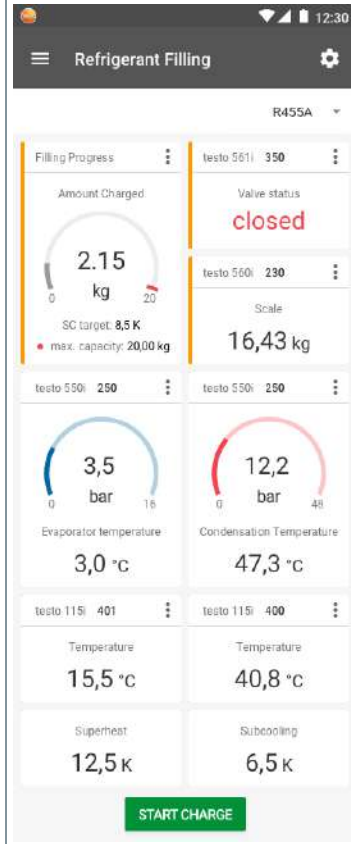 12:30
Refrigerant Filling
R455A
Filling Progress
Amount Charged
2.15
kg
0 20
SC target: 8,5 K
max. capacity: 20,00 kg
testo 561i 350
Valve status
closed
testo 560i 230
Scale
16,43 kg
testo 550i 250
3,5
bar
0 16
Evaporator temperature
3,0 °C
testo 550i 250
12,2
bar
0 48
Condensation Temperature
47,3 °C
testo 115i 401
Temperature
15,5 °C
testo 115i 400
Temperature
40,8 °C
Superheat
12,5 K
Subcooling
6,5 K
START CHARGE